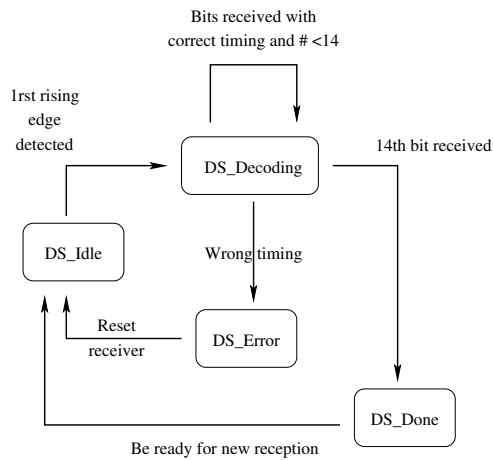 Bits received with
correct timing and # <14
1rst rising
edge
detected
14th bit received
DS_Decoding
DS_Idle
Wrong timing
Reset
receiver
DS_Error
DS_Done
Be ready for new reception